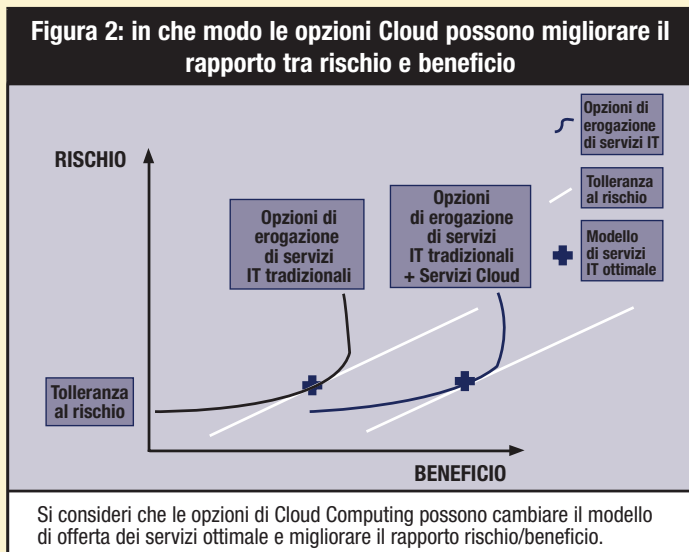 Figura 2: in che modo le opzioni Cloud possono migliorare il
rapporto tra rischio e beneficio
Opzioni di
erogazione
di servizi IT
Tolleranza
al rischio
Modello
di servizi
IT ottimale
RISCHIO
Opzioni di
erogazione
di servizi
IT tradizionali
Opzioni
di erogazione
di servizi
IT tradizionali
+ Servizi Cloud
Tolleranza
al rischio
BENEFICIO
Si consideri che le opzioni di Cloud Computing possono cambiare il modello
di offerta dei servizi ottimale e migliorare il rapporto rischio/beneficio.